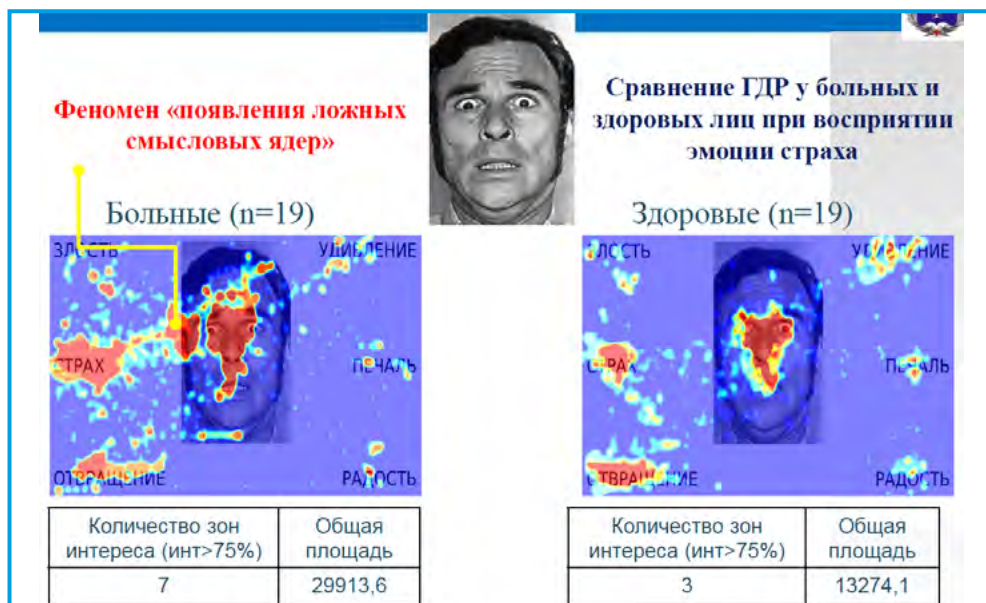 Феномен «появления ложных
смысловых ядер»
Сравнение ГДР у больных и
здоровых лиц при восприятии
эмоции страха
Больные (n=19)
Здоровые (n=19)
ЗЛОСТЬ
УДИВЛЕНИЕ
СТРАХ
ПЕЧАЛЬ
ОТВРАЩЕНИЕ
РАДОСТЬ
ЗЛОСТЬ
УДИВЛЕНИЕ
СТРАХ
ПЕЧАЛЬ
ОТВРАЩЕНИЕ
РАДОСТЬ
Количество зон
интереса (инт>75%)
Общая
площадь
7
29913,6
Количество зон
интереса (инт>75%)
Общая
площадь
3
13274,1